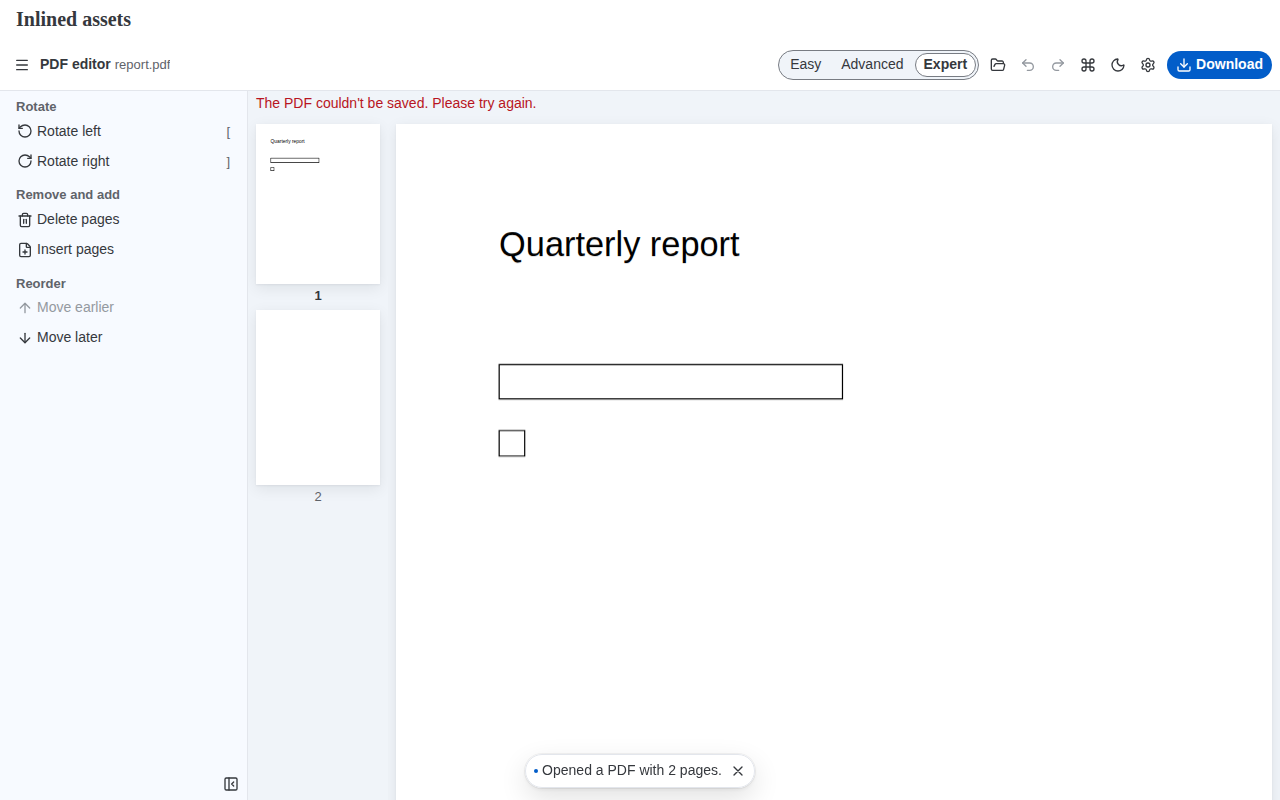 Inlined assets
PDF editor report.pdf
Easy Advanced Expert
Download
Rotate
Rotate left [
Rotate right ]
Remove and add
Delete pages
Insert pages
Reorder
Move earlier
Move later
The PDF couldn't be saved. Please try again.
Quarterly report
1
2
Quarterly report
Opened a PDF with 2 pages.